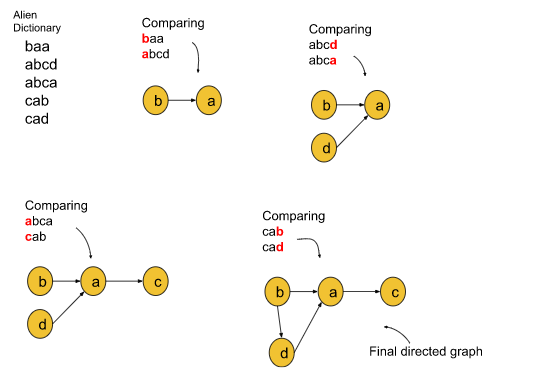 Alien
Dictionary
baa
abcd
abca
cab
cad
Comparing
baa
abcd
b
a
Comparing
abcd
abca
b
a
d
Comparing
abca
cab
b
a
c
d
Comparing
cab
cad
b
a
c
d
Final directed graph